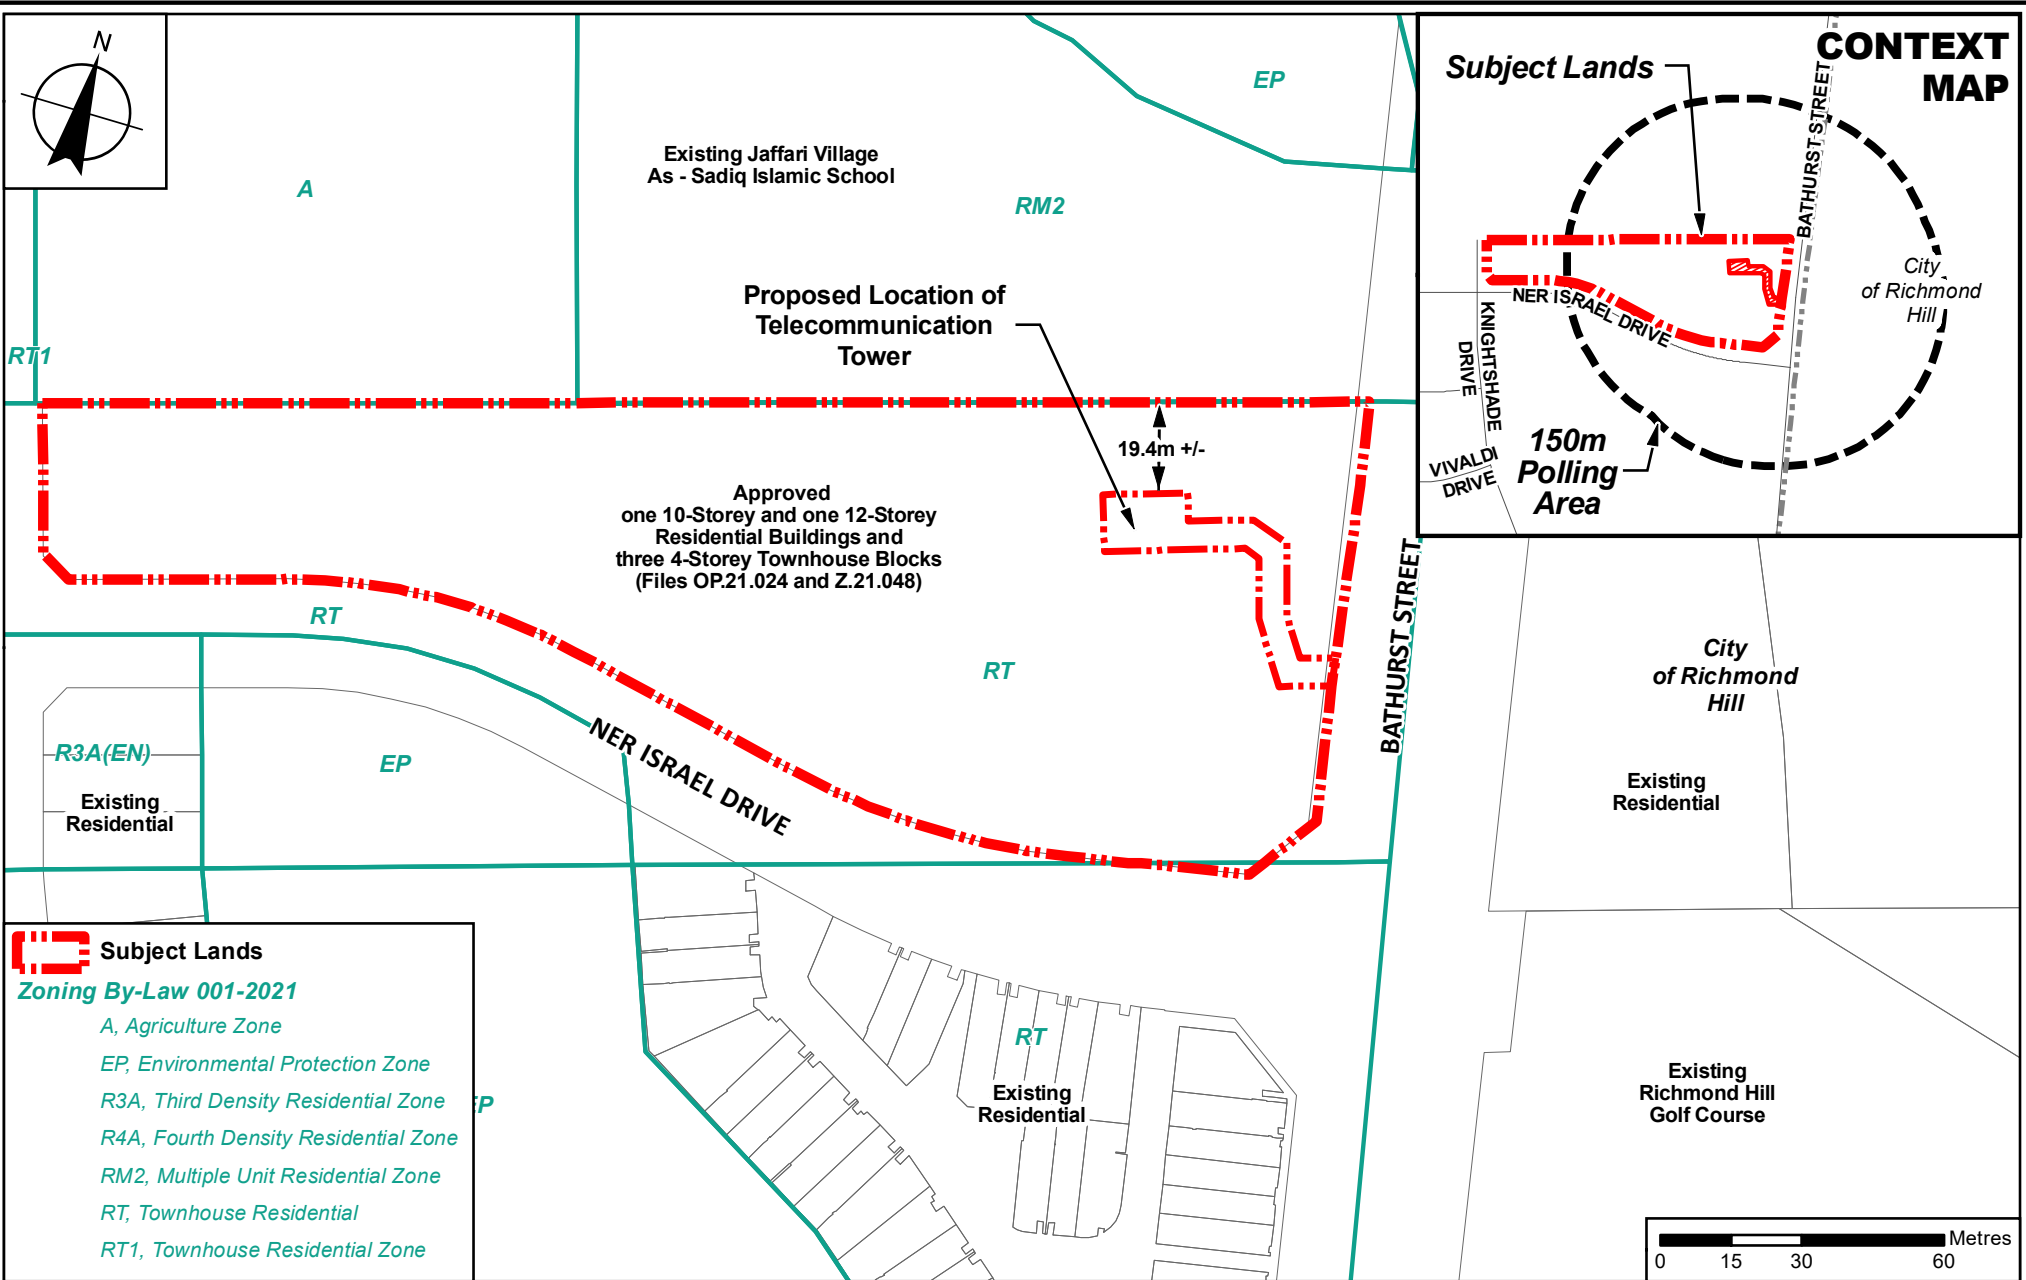 N
A
Existing Jaffari Village
As - Sadiq Islamic School
EP
RM2
RT1
Proposed Location of
Telecommunication
Tower
19.4m +/-
Approved
one 10-Storey and one 12-Storey
Residential Buildings and
three 4-Storey Townhouse Blocks
(Files OP.21.024 and Z.21.048)
RT
RT
NER ISRAEL DRIVE
BATHURST STREET
R3A(EN)
Existing
Residential
EP
City
of Richmond
Hill
Existing
Residential
RT
Existing
Residential
Existing
Richmond Hill
Golf Course
EP
CONTEXT
MAP
Subject Lands
BATHURST STREET
City
of Richmond
Hill
NER ISRAEL DRIVE
KNIGHTSHADE
DRIVE
VIVALDI
DRIVE
150m
Polling
Area
Subject Lands
Zoning By-Law 001-2021
A, Agriculture Zone
EP, Environmental Protection Zone
R3A, Third Density Residential Zone
R4A, Fourth Density Residential Zone
RM2, Multiple Unit Residential Zone
RT, Townhouse Residential
RT1, Townhouse Residential Zone
Metres
0 15 30 60